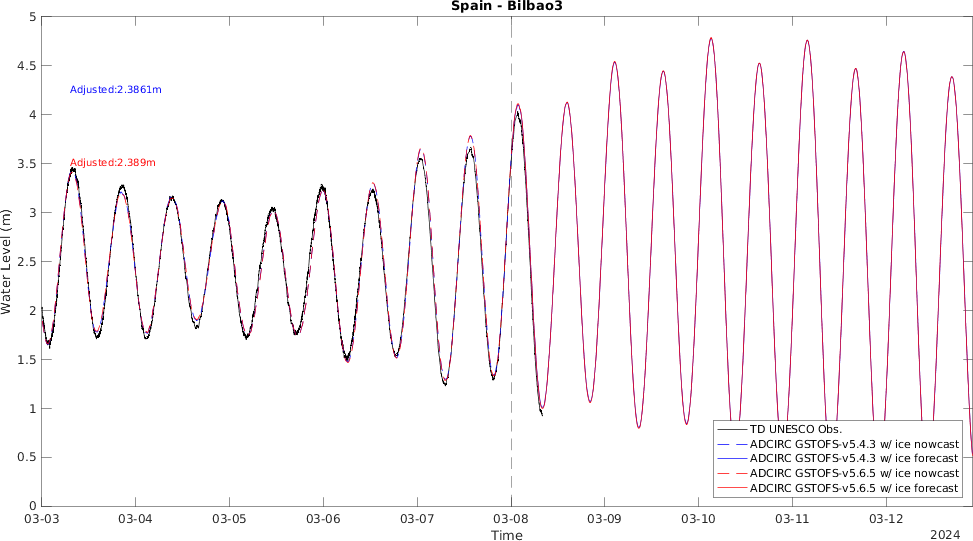 Spain - Bilbao3
5
4.5
4
3.5
3
2.5
2
1.5
1
0.5
0
Water Level (m)
Adjusted:2.3861m
Adjusted:2.389m
TD UNESCO Obs.
ADCIRC GSTOFS-v5.4.3 w/ ice nowcast
ADCIRC GSTOFS-v5.4.3 w/ ice forecast
ADCIRC GSTOFS-v5.6.5 w/ ice nowcast
ADCIRC GSTOFS-v5.6.5 w/ ice forecast
03-03 03-04 03-05 03-06 03-07 03-08 03-09 03-10 03-11 03-12
Time
2024